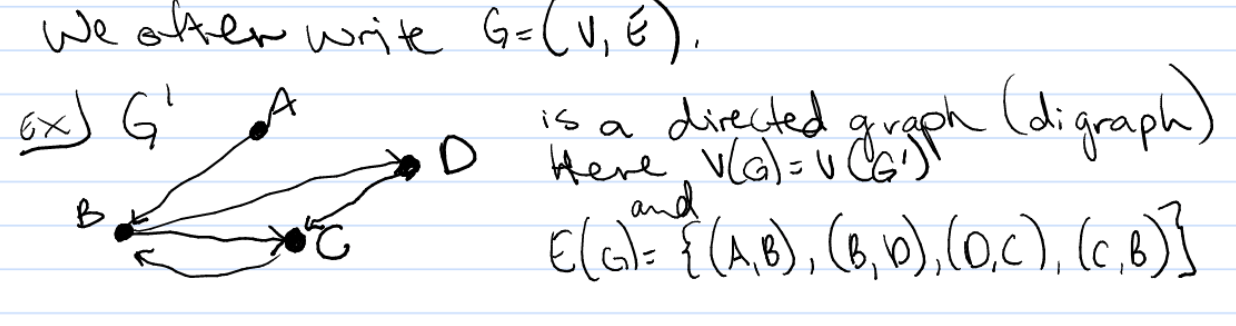 We often write G=(V,E).
Ex) G' A
is a directed graph (digraph)
D
Here V(G)=V(G')
B
and
C
E(G)= {(A,B), (B,D),(D,C), (C,B)}